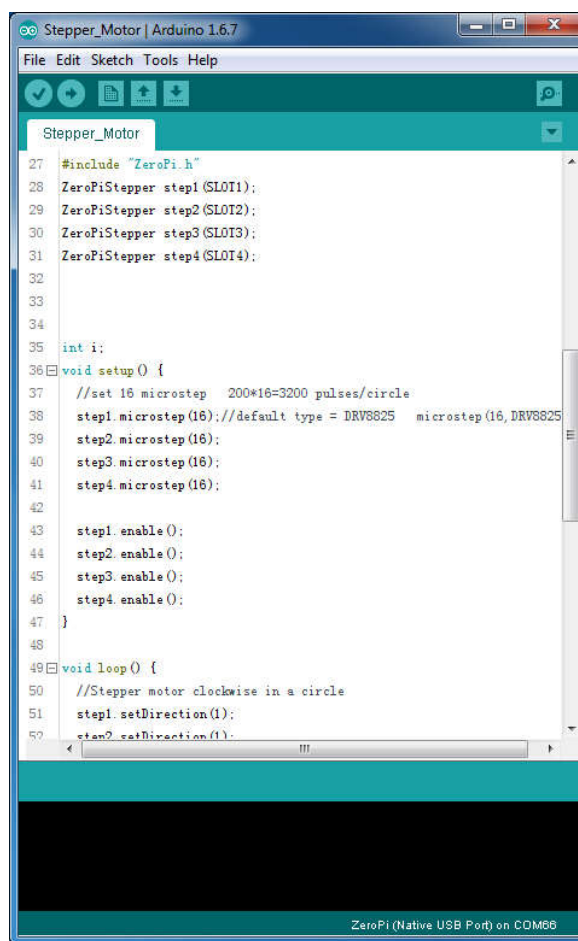 Stepper_Motor | Arduino 1.6.7
File Edit Sketch Tools Help
Stepper_Motor
27 #include "ZeroPi.h"
28 ZeroPiStepper step1(SLOT1);
29 ZeroPiStepper step2(SLOT2);
30 ZeroPiStepper step3(SLOT3);
31 ZeroPiStepper step4(SLOT4);
32
33
34
35 int i;
36 void setup() {
37 //set 16 microstep 200*16=3200 pulses/circle
38 step1.microstep(16);//default type = DRV8825 microstep(16,DRV8825
39 step2.microstep(16);
40 step3.microstep(16);
41 step4.microstep(16);
42
43 step1.enable();
44 step2.enable();
45 step3.enable();
46 step4.enable();
47 }
48
49 void loop() {
50 //Stepper motor clockwise in a circle
51 step1.setDirection(1);
52 step2.setDirection(1);
ZeroPi (Native USB Port) on COM66